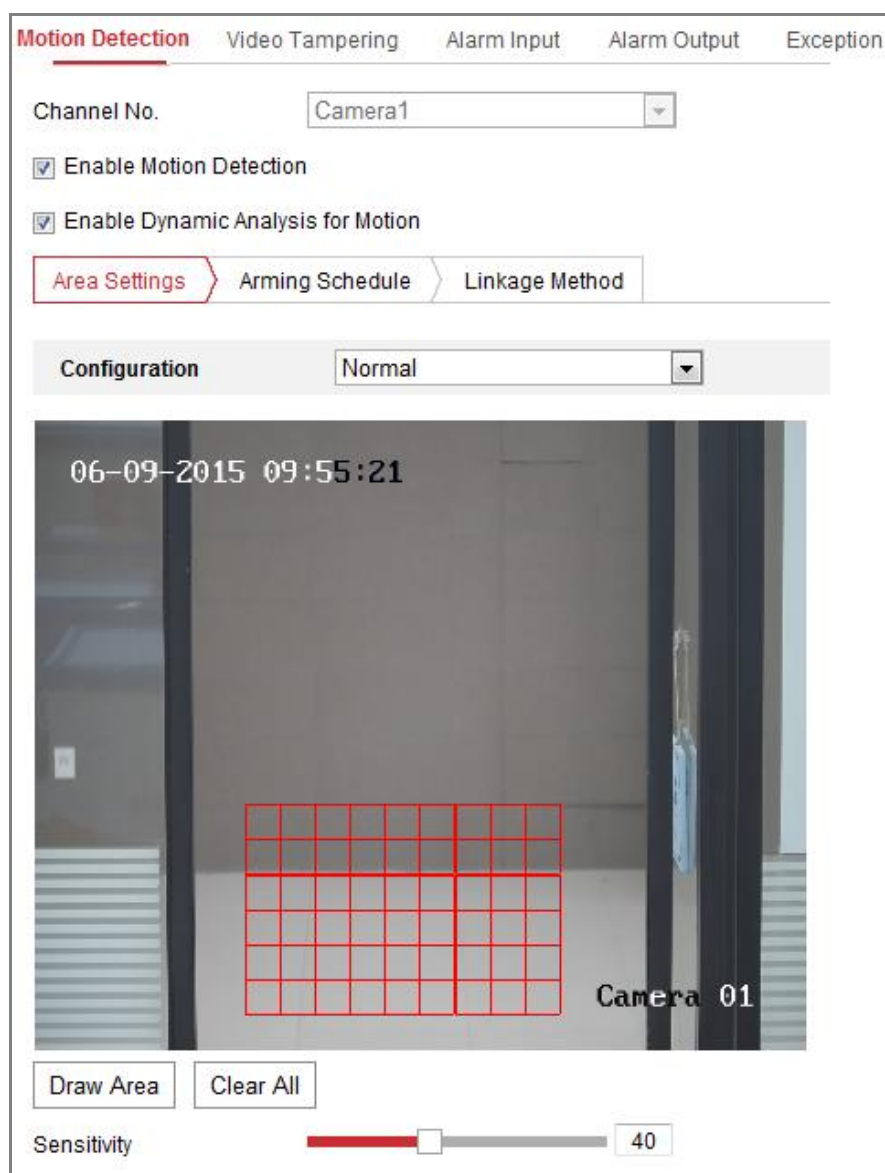 Motion Detection Video Tampering Alarm Input Alarm Output Exception
Channel No. Camera1
Enable Motion Detection
Enable Dynamic Analysis for Motion
Area Settings Arming Schedule Linkage Method
Configuration Normal
06-09-2015 09:55:21
Camera 01
Draw Area Clear All
Sensitivity 40